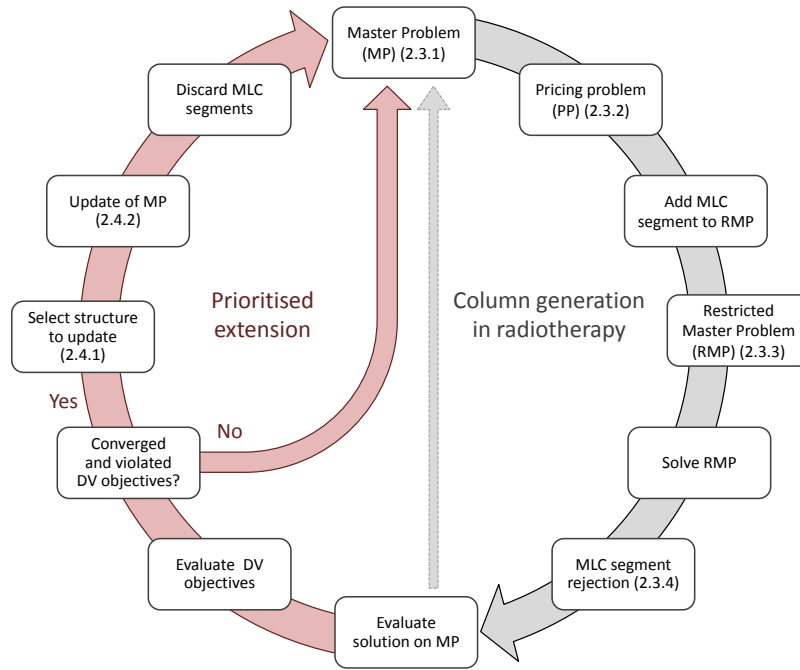 Master Problem
(MP) (2.3.1)
Pricing problem
(PP) (2.3.2)
Add MLC
segment to RMP
Restricted
Master Problem
(RMP) (2.3.3)
Solve RMP
MLC segment
rejection (2.3.4)
Evaluate
solution on MP
Evaluate DV
objectives
Converged
and violated
DV objectives?
Yes
No
Select structure
to update
(2.4.1)
Update of MP
(2.4.2)
Discard MLC
segments
Prioritised
extension
Column generation
in radiotherapy